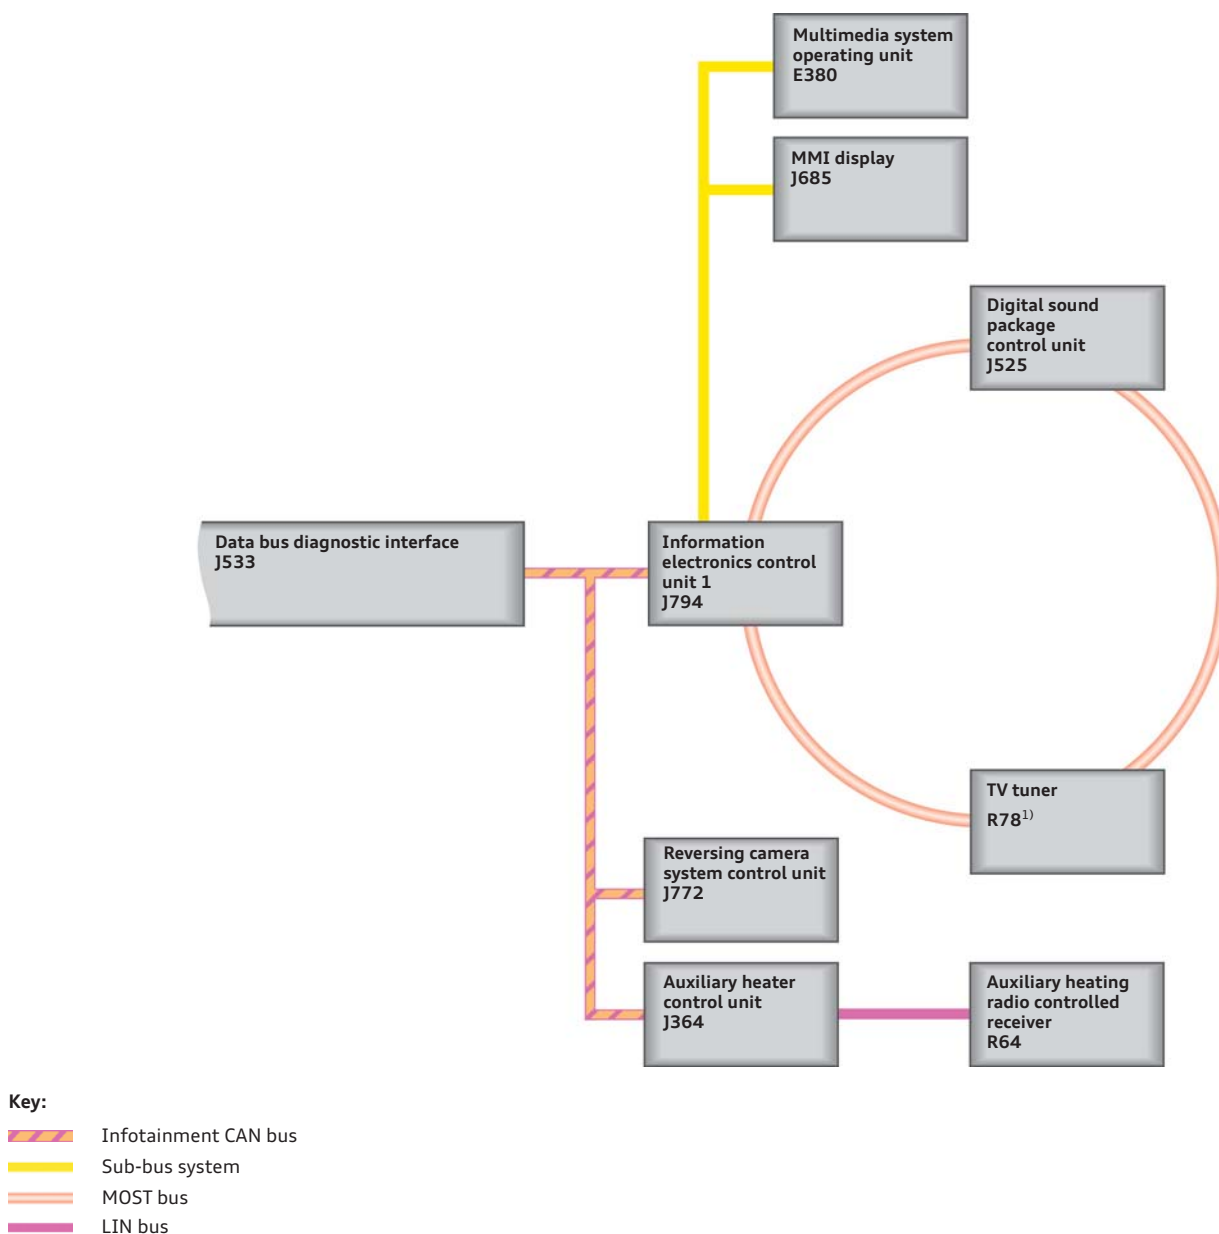 Multimedia system
operating unit
E380
MMI display
J685
Digital sound
package
control unit
J525
Data bus diagnostic interface
J533
Information
electronics control
unit 1
J794
TV tuner
R78¹⁾
Reversing camera
system control unit
J772
Auxiliary heater
control unit
J364
Auxiliary heating
radio controlled
receiver
R64
Key:
Infotainment CAN bus
Sub-bus system
MOST bus
LIN bus